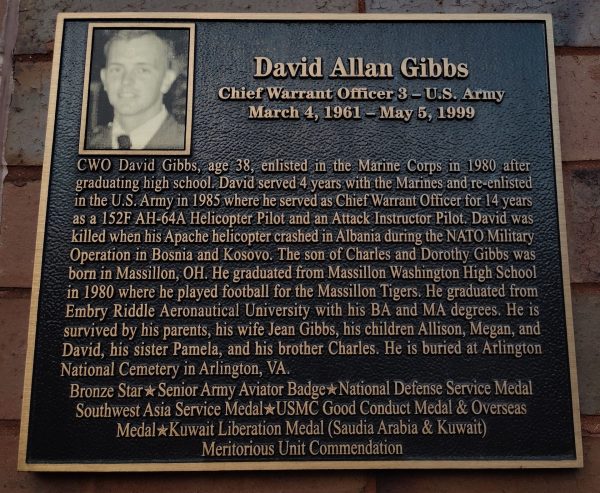 David Allan Gibbs
Chief Warrant Officer 3 – U.S. Army
March 4, 1961 – May 5, 1999
CWO David Gibbs, age 38, enlisted in the Marine Corps in 1980 after
graduating high school. David served 4 years with the Marines and re-enlisted
in the U.S. Army in 1985 where he served as Chief Warrant Officer for 14 years
as a 152F AH-64A Helicopter Pilot and an Attack Instructor Pilot. David was
killed when his Apache helicopter crashed in Albania during the NATO Military
Operation in Bosnia and Kosovo. The son of Charles and Dorothy Gibbs was
born in Massillon, OH. He graduated from Massillon Washington High School
in 1980 where he played football for the Massillon Tigers. He graduated from
Embry Riddle Aeronautical University with his BA and MA degrees. He is
survived by his parents, his wife Jean Gibbs, his children Allison, Megan, and
David, his sister Pamela, and his brother Charles. He is buried at Arlington
National Cemetery in Arlington, VA.
Bronze Star★Senior Army Aviator Badge★National Defense Service Medal
Southwest Asia Service Medal★USMC Good Conduct Medal & Overseas
Medal★Kuwait Liberation Medal (Saudia Arabia & Kuwait)
Meritorious Unit Commendation